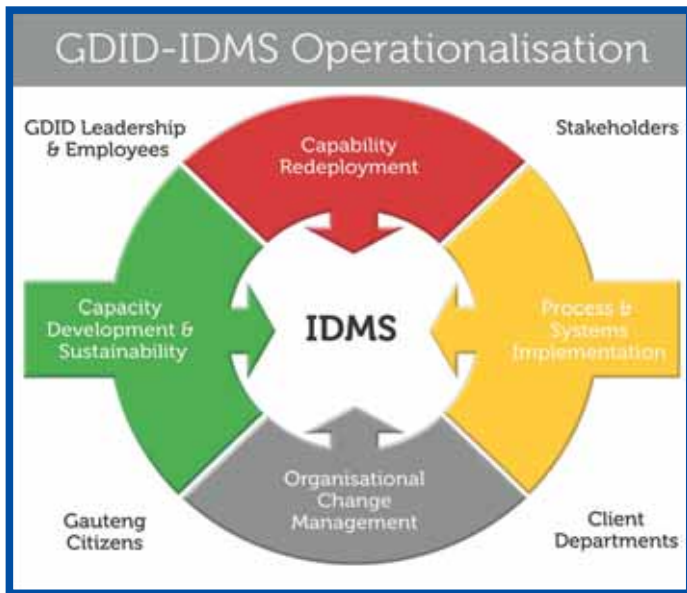 GDID-IDMS Operationalisation
GDID Leadership
& Employees
Stakeholders
Capability
Redeployment
Capacity
Development &
Sustainability
IDMS
Process &
Systems
Implementation
Organisational
Change
Management
Gauteng
Citizens
Client
Departments